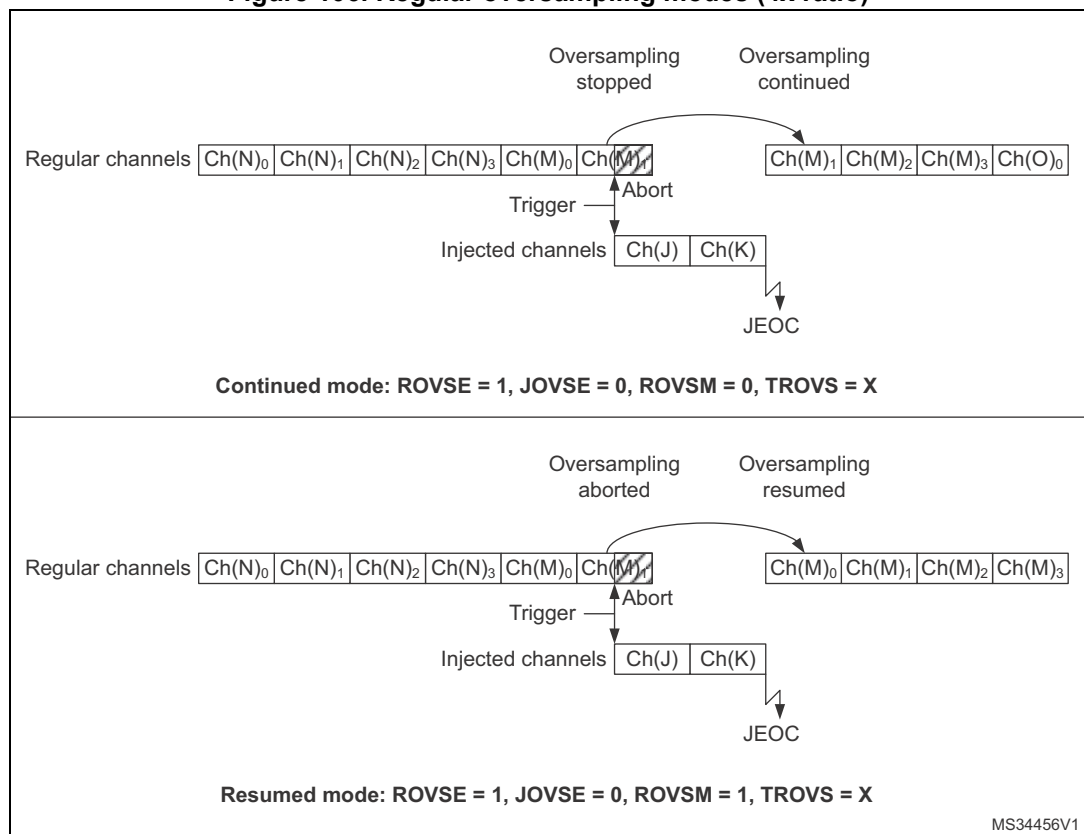 Oversampling stopped
Oversampling continued
Regular channels Ch(N)₀ Ch(N)₁ Ch(N)₂ Ch(N)₃ Ch(M)₀ Ch(M)₁ Ch(M)₁ Ch(M)₂ Ch(M)₃ Ch(O)₀
Abort
Trigger
Injected channels Ch(J) Ch(K)
JEOC
Continued mode: ROVSE = 1, JOVSE = 0, ROVSM = 0, TROVS = X
Oversampling aborted
Oversampling resumed
Regular channels Ch(N)₀ Ch(N)₁ Ch(N)₂ Ch(N)₃ Ch(M)₀ Ch(M)₁ Ch(M)₀ Ch(M)₁ Ch(M)₂ Ch(M)₃
Abort
Trigger
Injected channels Ch(J) Ch(K)
JEOC
Resumed mode: ROVSE = 1, JOVSE = 0, ROVSM = 1, TROVS = X
MS34456V1